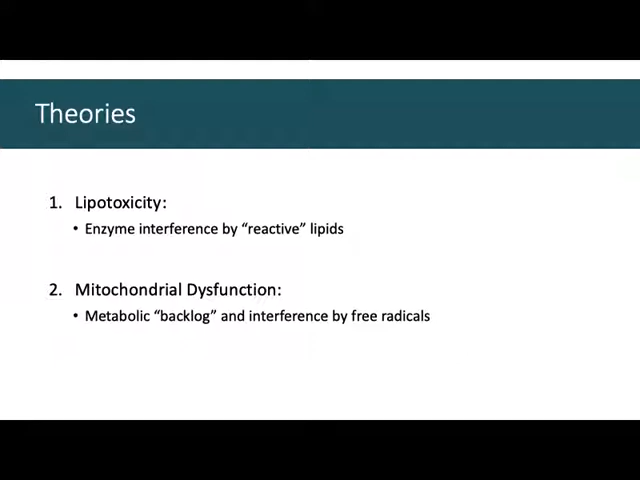 Theories
1. Lipotoxicity:
• Enzyme interference by “reactive” lipids
2. Mitochondrial Dysfunction:
• Metabolic “backlog” and interference by free radicals